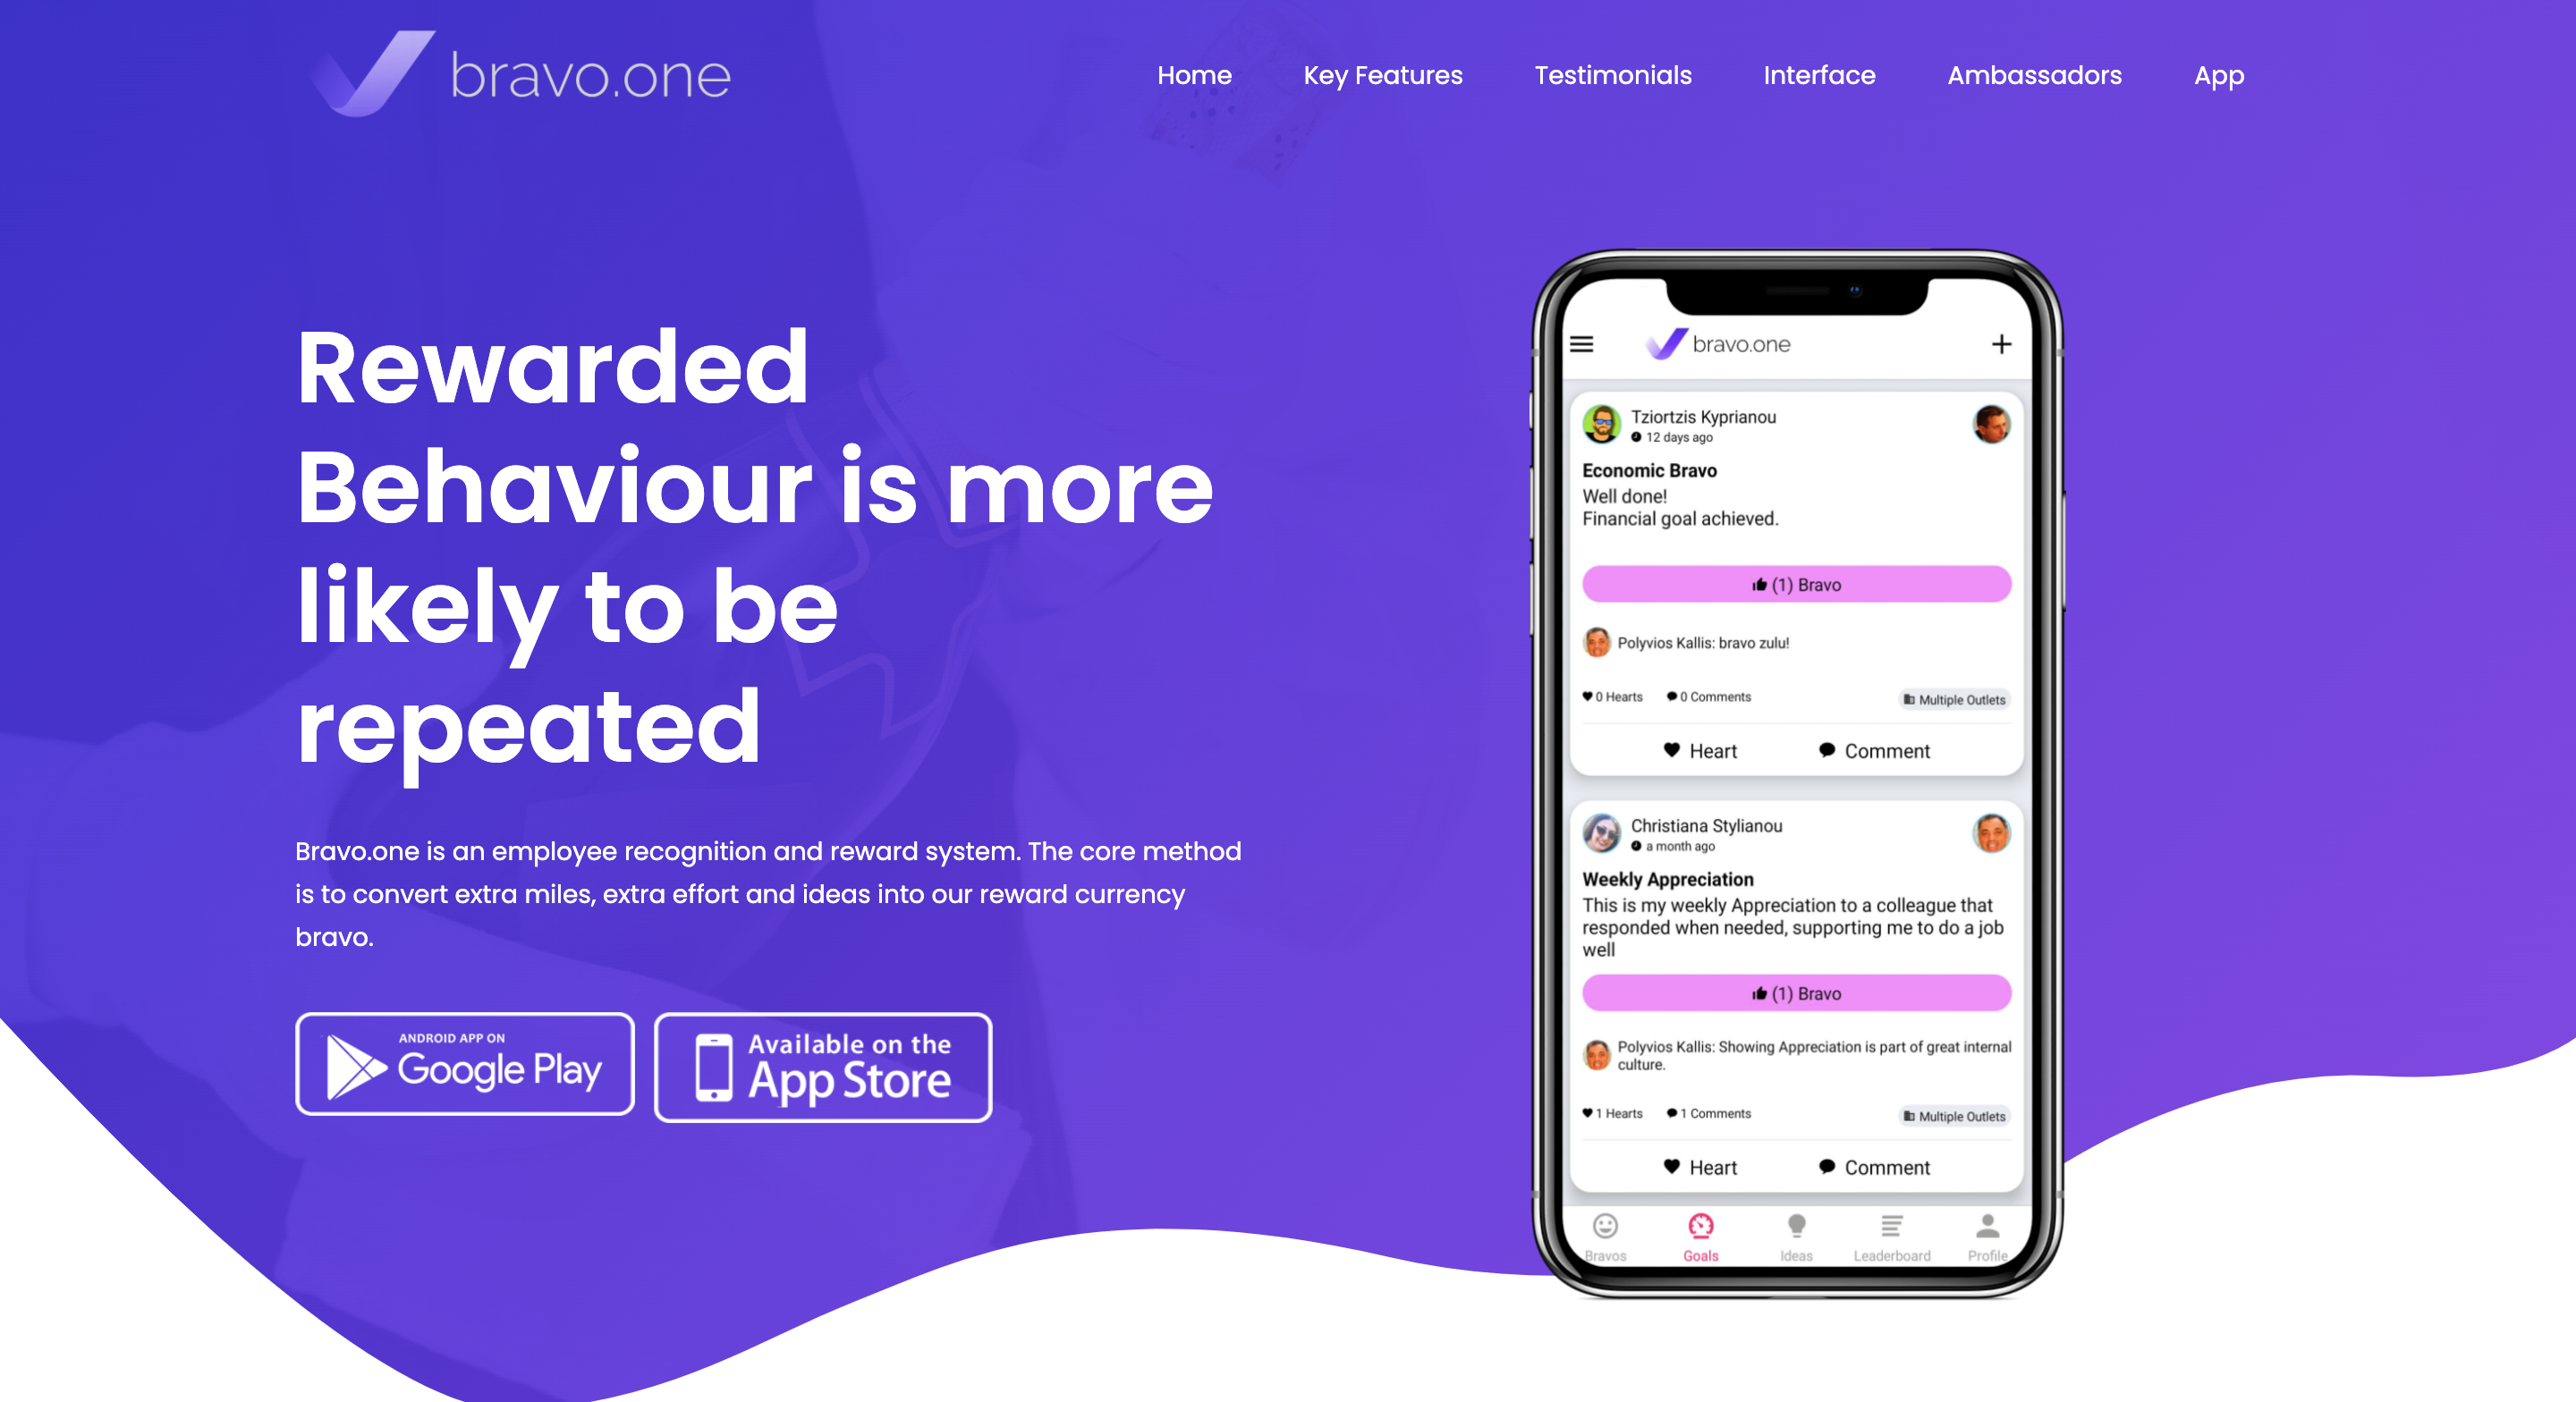 bravo.one
Home
Key Features
Testimonials
Interface
Ambassadors
App
Rewarded
Behaviour is more
likely to be
repeated
Bravo.one is an employee recognition and reward system. The core method
is to convert extra miles, extra effort and ideas into our reward currency
bravo.
ANDROID APP ON
Google Play
Available on the
App Store
bravo.one
Tziortzis Kyprianou
12 days ago
Economic Bravo
Well done!
Financial goal achieved.
(1) Bravo
Polyvios Kallis: bravo zulu!
0 Hearts
0 Comments
Multiple Outlets
Heart
Comment
Christiana Stylianou
a month ago
Weekly Appreciation
This is my weekly Appreciation to a colleague that
responded when needed, supporting me to do a job
well
(1) Bravo
Polyvios Kallis: Showing Appreciation is part of great internal
culture.
1 Hearts
1 Comments
Multiple Outlets
Heart
Comment
Bravos
Goals
Ideas
Leaderboard
Profile